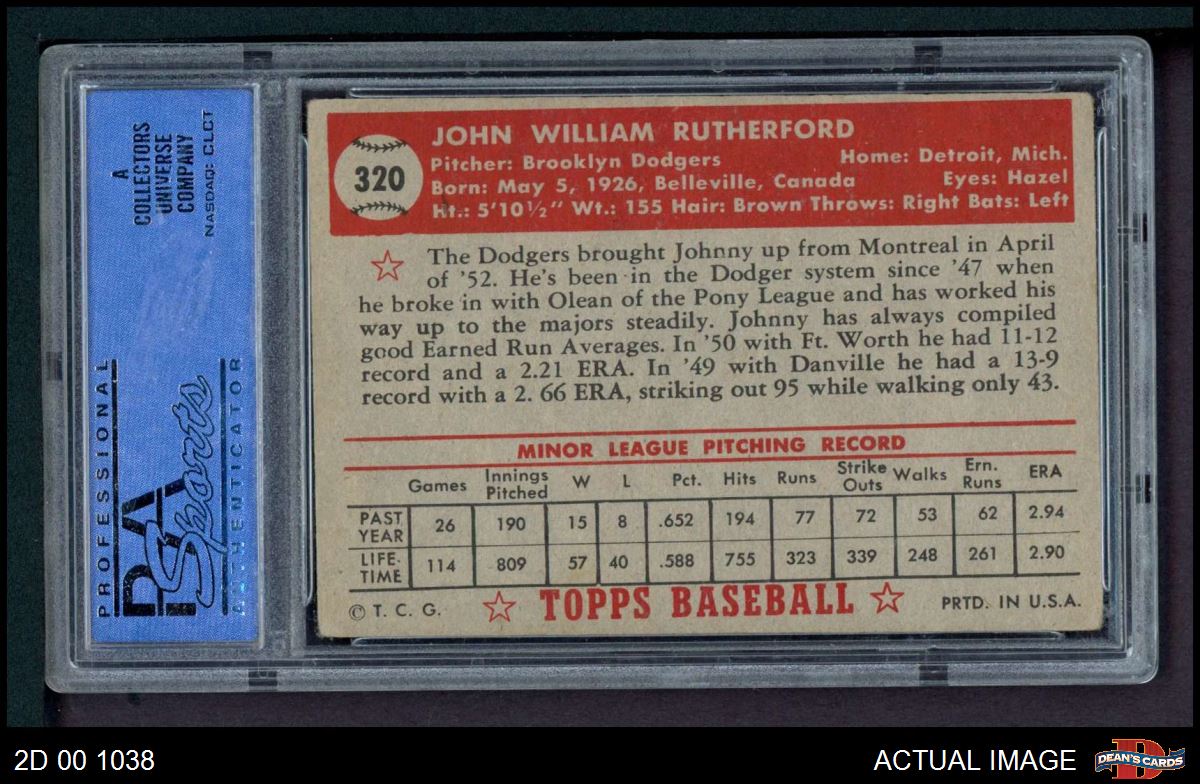 A
COLLECTORS
UNIVERSE
COMPANY
NASDAQ: CLCT
PROFESSIONAL
PSA
Sports
AUTHENTICATOR
320
JOHN WILLIAM RUTHERFORD
Pitcher: Brooklyn Dodgers Home: Detroit, Mich.
Born: May 5, 1926, Belleville, Canada Eyes: Hazel
Ht.: 5'10½" Wt.: 155 Hair: Brown Throws: Right Bats: Left
The Dodgers brought Johnny up from Montreal in April
of '52. He's been in the Dodger system since '47 when
he broke in with Olean of the Pony League and has worked his
way up to the majors steadily. Johnny has always compiled
good Earned Run Averages. In '50 with Ft. Worth he had 11-12
record and a 2.21 ERA. In '49 with Danville he had a 13-9
record with a 2. 66 ERA, striking out 95 while walking only 43.
MINOR LEAGUE PITCHING RECORD
Games Innings Pitched W L Pct. Hits Runs Strike Outs Walks Ern. Runs ERA
PAST YEAR 26 190 15 8 .652 194 77 72 53 62 2.94
LIFE-TIME 114 809 57 40 .588 755 323 339 248 261 2.90
© T. C. G. TOPPS BASEBALL PRTD. IN U.S.A.
2D 00 1038 ACTUAL IMAGE D DEAN'S CARDS